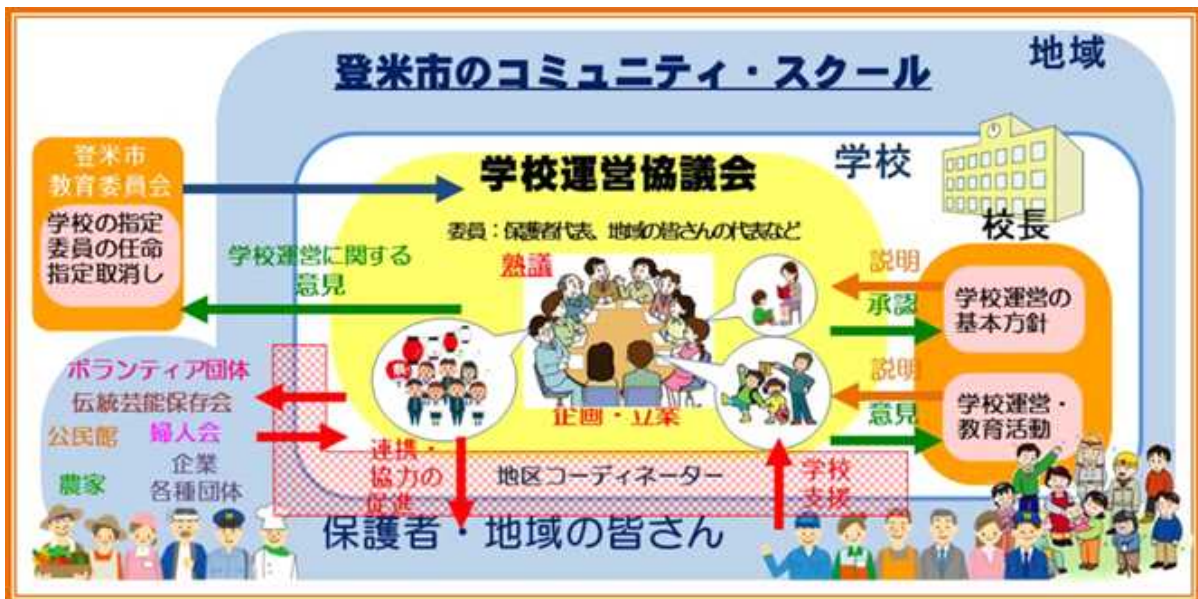 登米市のコミュニティ・スクール
地域
登米市
教育委員会
学校の指定
委員の任命
指定取消し
学校運営協議会
委員：保護者代表、地域の皆さんの代表など
熟議
企画・立案
学校
校長
学校運営に関する
意見
説明
承認
学校運営の
基本方針
説明
意見
学校運営・
教育活動
ボランティア団体
伝統芸能保存会
公民館
婦人会
農家
企業
各種団体
連携・
協力の
促進
地区コーディネーター
学校
支援
保護者・地域の皆さん